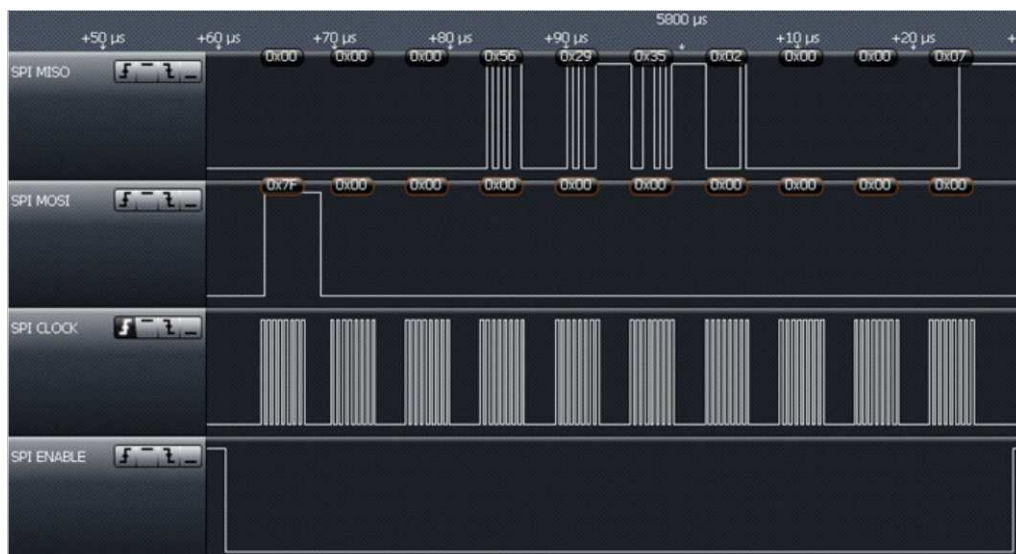 5800 µs
+50 µs +60 µs +70 µs +80 µs +90 µs +10 µs +20 µs +
0x00 0x00 0x00 0x56 0x29 0x35 0x02 0x00 0x00 0x07
SPI MISO
0x7F 0x00 0x00 0x00 0x00 0x00 0x00 0x00 0x00 0x00
SPI MOSI
SPI CLOCK
SPI ENABLE